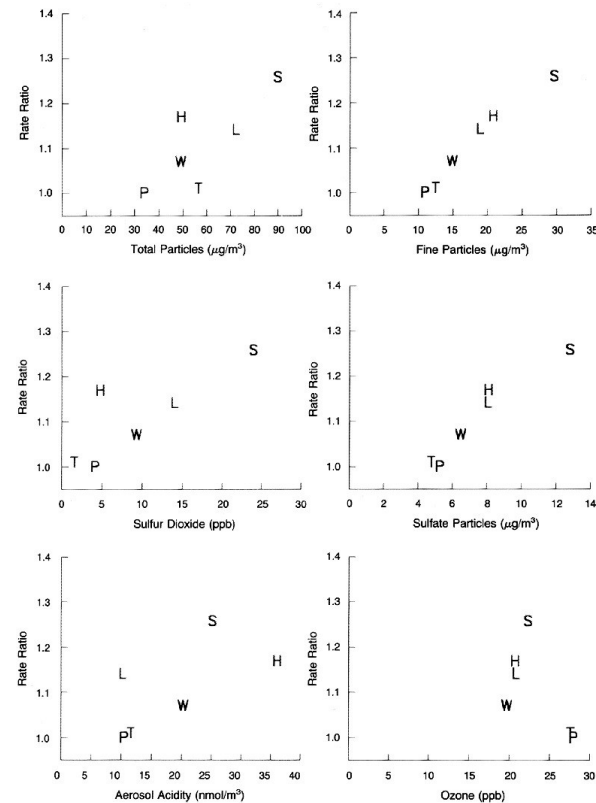 1.4 1.4
1.3 1.3
S S
Rate Ratio 1.2 Rate Ratio 1.2
H H
L L
1.1 1.1
W W
T T
1.0 P 1.0 P
0 10 20 30 40 50 60 70 80 90 100 0 5 10 15 20 25 30 35
Total Particles (μg/m³) Fine Particles (μg/m³)
1.4 1.4
1.3 1.3
S S
Rate Ratio 1.2 Rate Ratio 1.2
H H
L L
1.1 1.1
W W
T T
1.0 P 1.0 P
0 5 10 15 20 25 30 0 2 4 6 8 10 12 14
Sulfur Dioxide (ppb) Sulfate Particles (μg/m³)
1.4 1.4
1.3 1.3
S S
Rate Ratio 1.2 Rate Ratio 1.2
H H
L L
1.1 1.1
W W
T T
1.0 P 1.0 P
0 5 10 15 20 25 30 35 40 0 10 20 30
Aerosol Acidity (nmol/m³) Ozone (ppb)